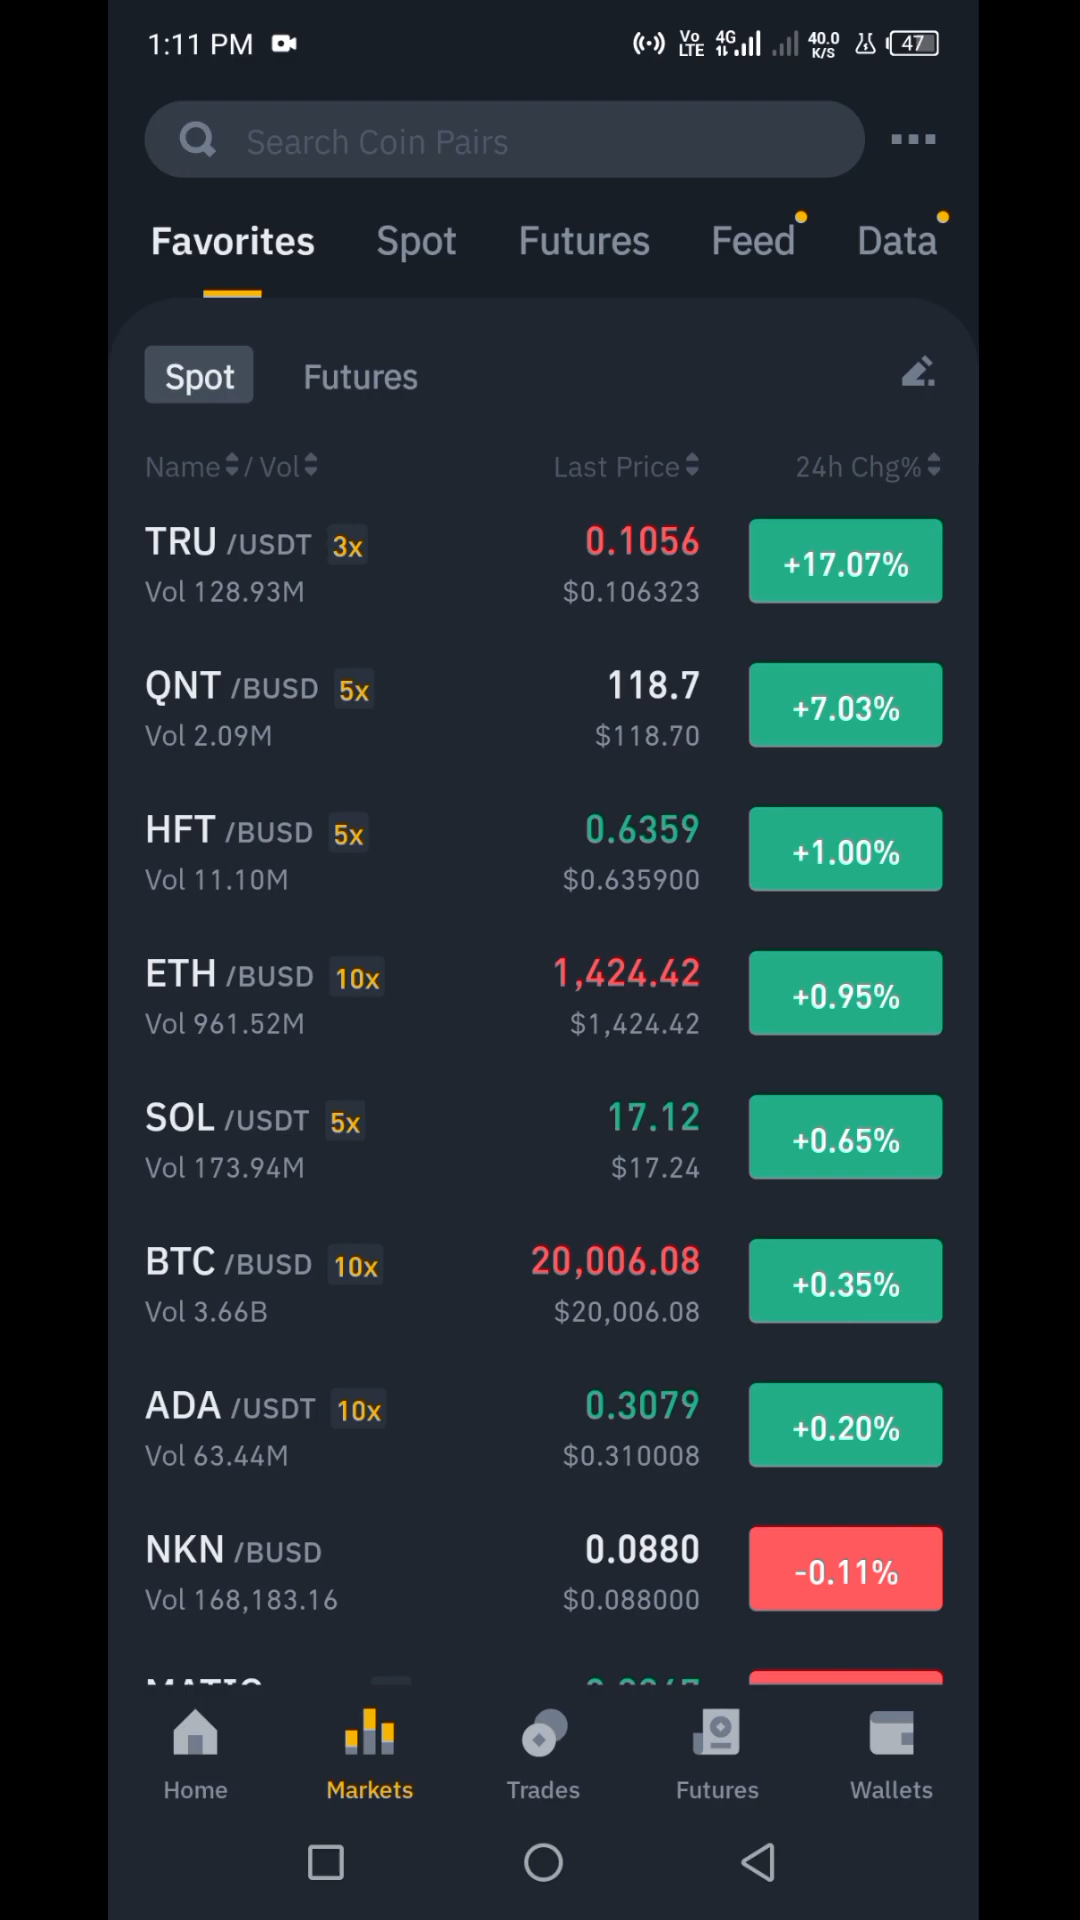 1:11 PM Vo LTE 4G 40.0 K/S 47
Search Coin Pairs
Favorites Spot Futures Feed Data
Spot Futures
Name / Vol Last Price 24h Chg%
TRU /USDT 3x 0.1056 +17.07%
Vol 128.93M $0.106323
QNT /BUSD 5x 118.7 +7.03%
Vol 2.09M $118.70
HFT /BUSD 5x 0.6359 +1.00%
Vol 11.10M $0.635900
ETH /BUSD 10x 1,424.42 +0.95%
Vol 961.52M $1,424.42
SOL /USDT 5x 17.12 +0.65%
Vol 173.94M $17.24
BTC /BUSD 10x 20,006.08 +0.35%
Vol 3.66B $20,006.08
ADA /USDT 10x 0.3079 +0.20%
Vol 63.44M $0.310008
NKN /BUSD 0.0880 -0.11%
Vol 168,183.16 $0.088000
Home Markets Trades Futures Wallets